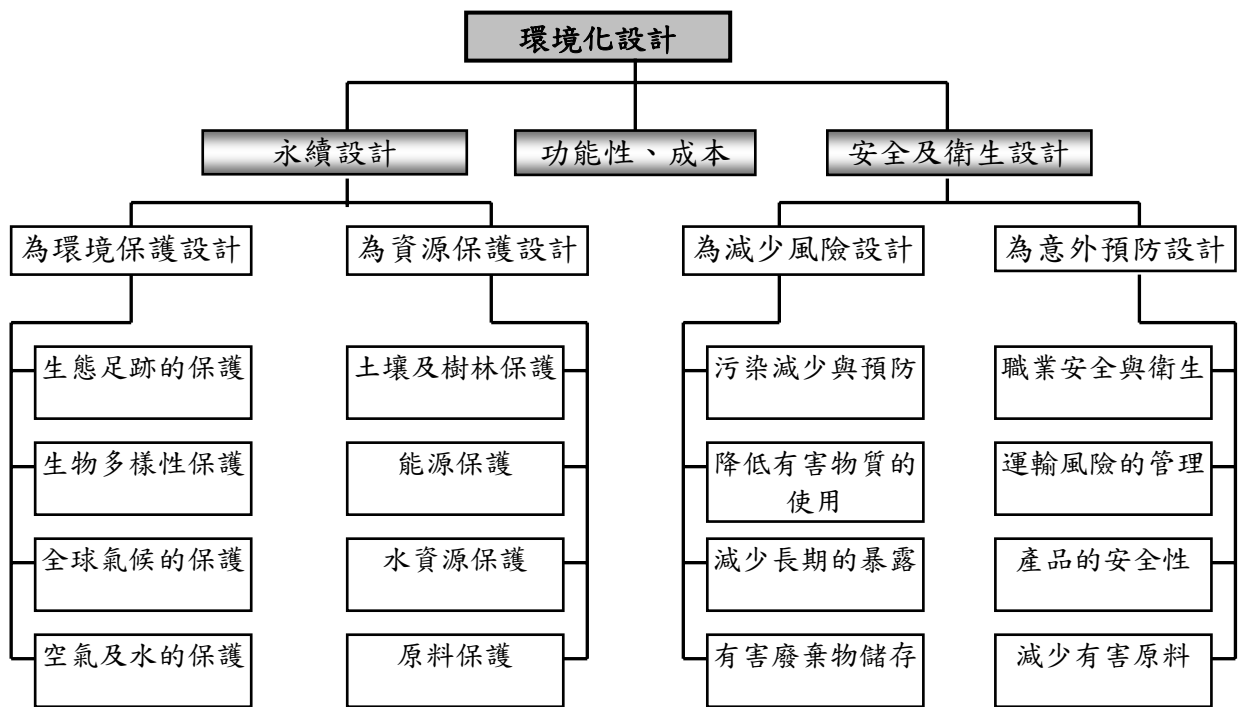 環境化設計
永續設計
功能性、成本
安全及衛生設計
為環境保護設計
為資源保護設計
為減少風險設計
為意外預防設計
生態足跡的保護
土壤及樹林保護
污染減少與預防
職業安全與衛生
生物多樣性保護
能源保護
降低有害物質的
使用
運輸風險的管理
全球氣候的保護
水資源保護
減少長期的暴露
產品的安全性
空氣及水的保護
原料保護
有害廢棄物儲存
減少有害原料